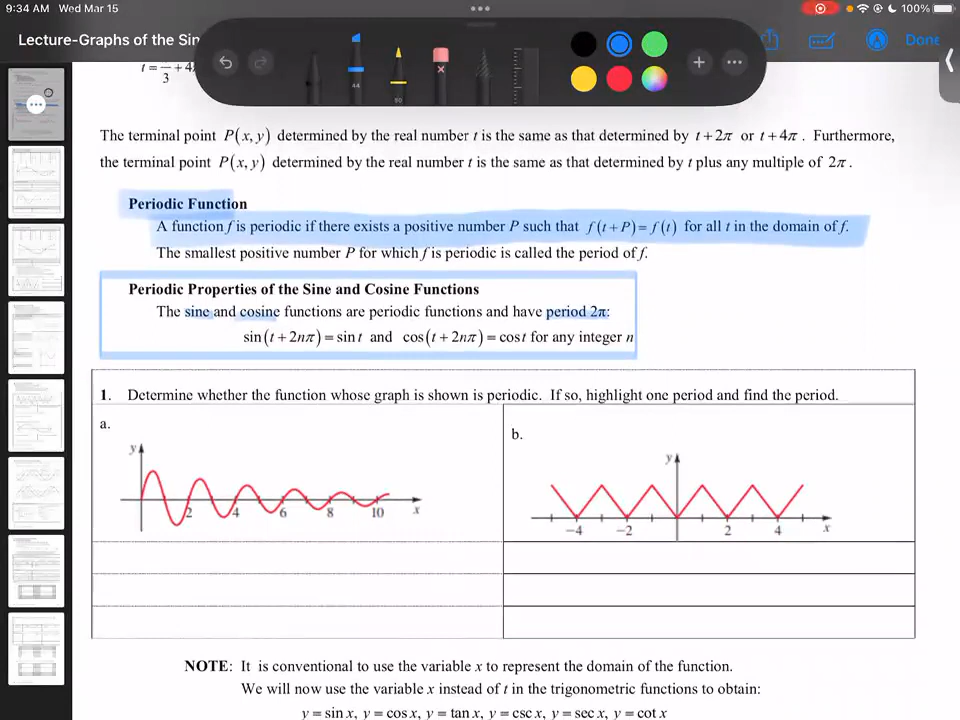 9:34 AM Wed Mar 15
100%
Lecture-Graphs of the Sin
Done
44
50
t = — + 4
3
The terminal point P(x, y) determined by the real number t is the same as that determined by t + 2π or t + 4π . Furthermore,
the terminal point P(x, y) determined by the real number t is the same as that determined by t plus any multiple of 2π .
Periodic Function
A function f is periodic if there exists a positive number P such that f(t + P) = f(t) for all t in the domain of f.
The smallest positive number P for which f is periodic is called the period of f.
Periodic Properties of the Sine and Cosine Functions
The sine and cosine functions are periodic functions and have period 2π:
sin(t + 2nπ) = sin t and cos(t + 2nπ) = cos t for any integer n
1. Determine whether the function whose graph is shown is periodic. If so, highlight one period and find the period.
a.
y
2 4 6 8 10 x
b.
y
−4 −2 0 2 4 x
NOTE: It is conventional to use the variable x to represent the domain of the function.
We will now use the variable x instead of t in the trigonometric functions to obtain:
y = sin x, y = cos x, y = tan x, y = csc x, y = sec x, y = cot x